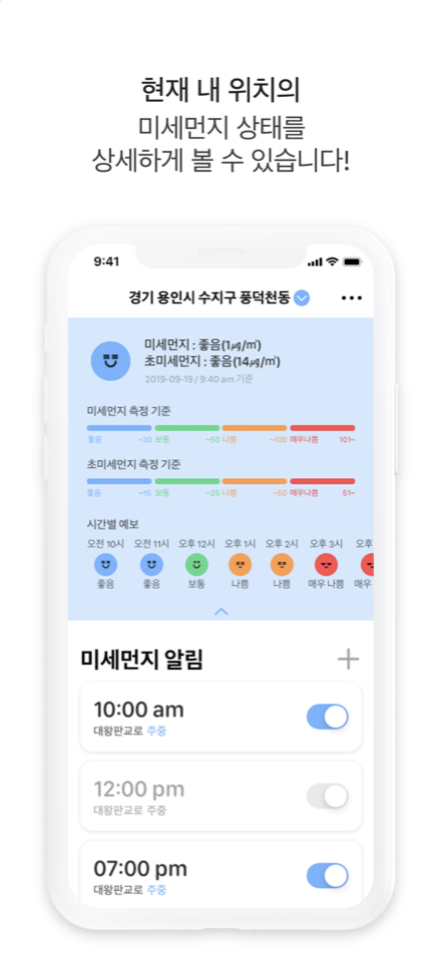 현재 내 위치의
미세먼지 상태를
상세하게 볼 수 있습니다!
9:41
경기 용인시 수지구 풍덕천동
미세먼지 : 좋음(1㎍/㎥)
초미세먼지 : 좋음(14㎍/㎥)
2019-09-19 / 9:40 am 기준
미세먼지 측정 기준
좋음 ~30 보통 ~50 나쁨 ~100 매우나쁨 101~
초미세먼지 측정 기준
좋음 ~15 보통 ~25 나쁨 ~50 매우나쁨 51~
시간별 예보
오전 10시 오전 11시 오후 12시 오후 1시 오후 2시 오후 3시 오후
좋음 좋음 보통 나쁨 나쁨 매우 나쁨 매우
미세먼지 알림
10:00 am
대왕판교로 주중
12:00 pm
대왕판교로 주중
07:00 pm
대왕판교로 주중